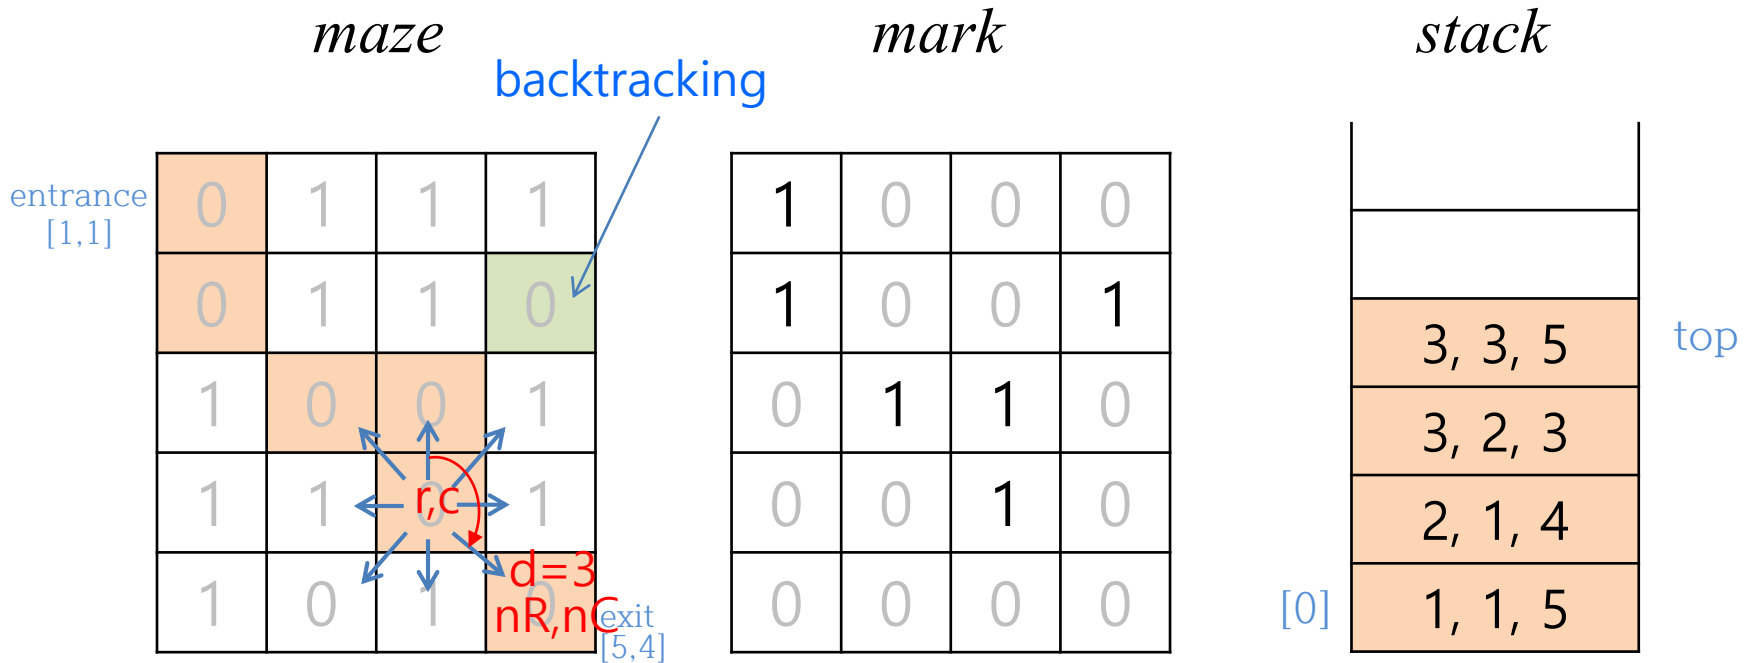 maze mark stack
backtracking
entrance
[1,1]
0 1 1 1
0 1 1 0
1 0 0 1
1 1 0 1
1 0 1 0
r,c
d=3
nR,nC
exit
[5,4]
1 0 0 0
1 0 0 1
0 1 1 0
0 0 1 0
0 0 0 0
3, 3, 5
top
3, 2, 3
2, 1, 4
[0]
1, 1, 5